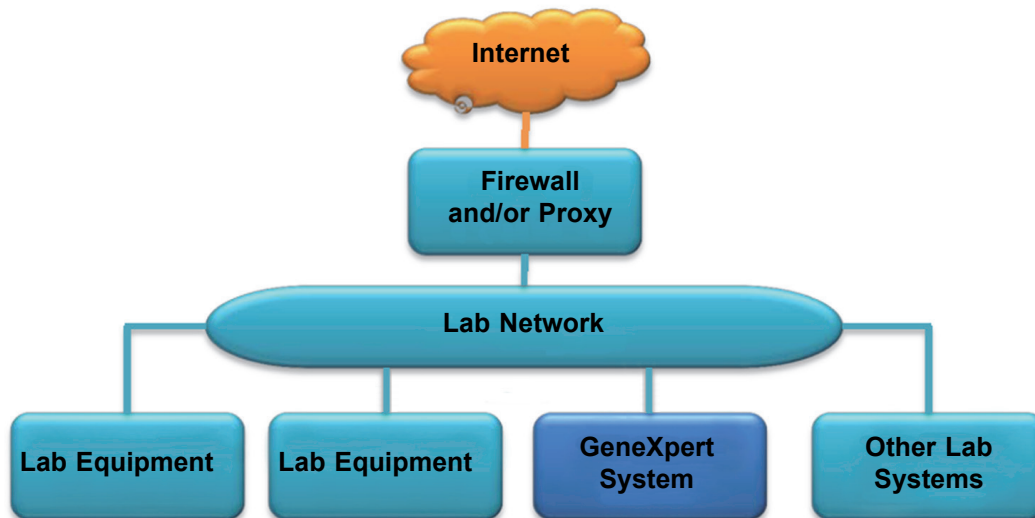 Internet
Firewall
and/or Proxy
Lab Network
Lab Equipment
Lab Equipment
GeneXpert
System
Other Lab
Systems